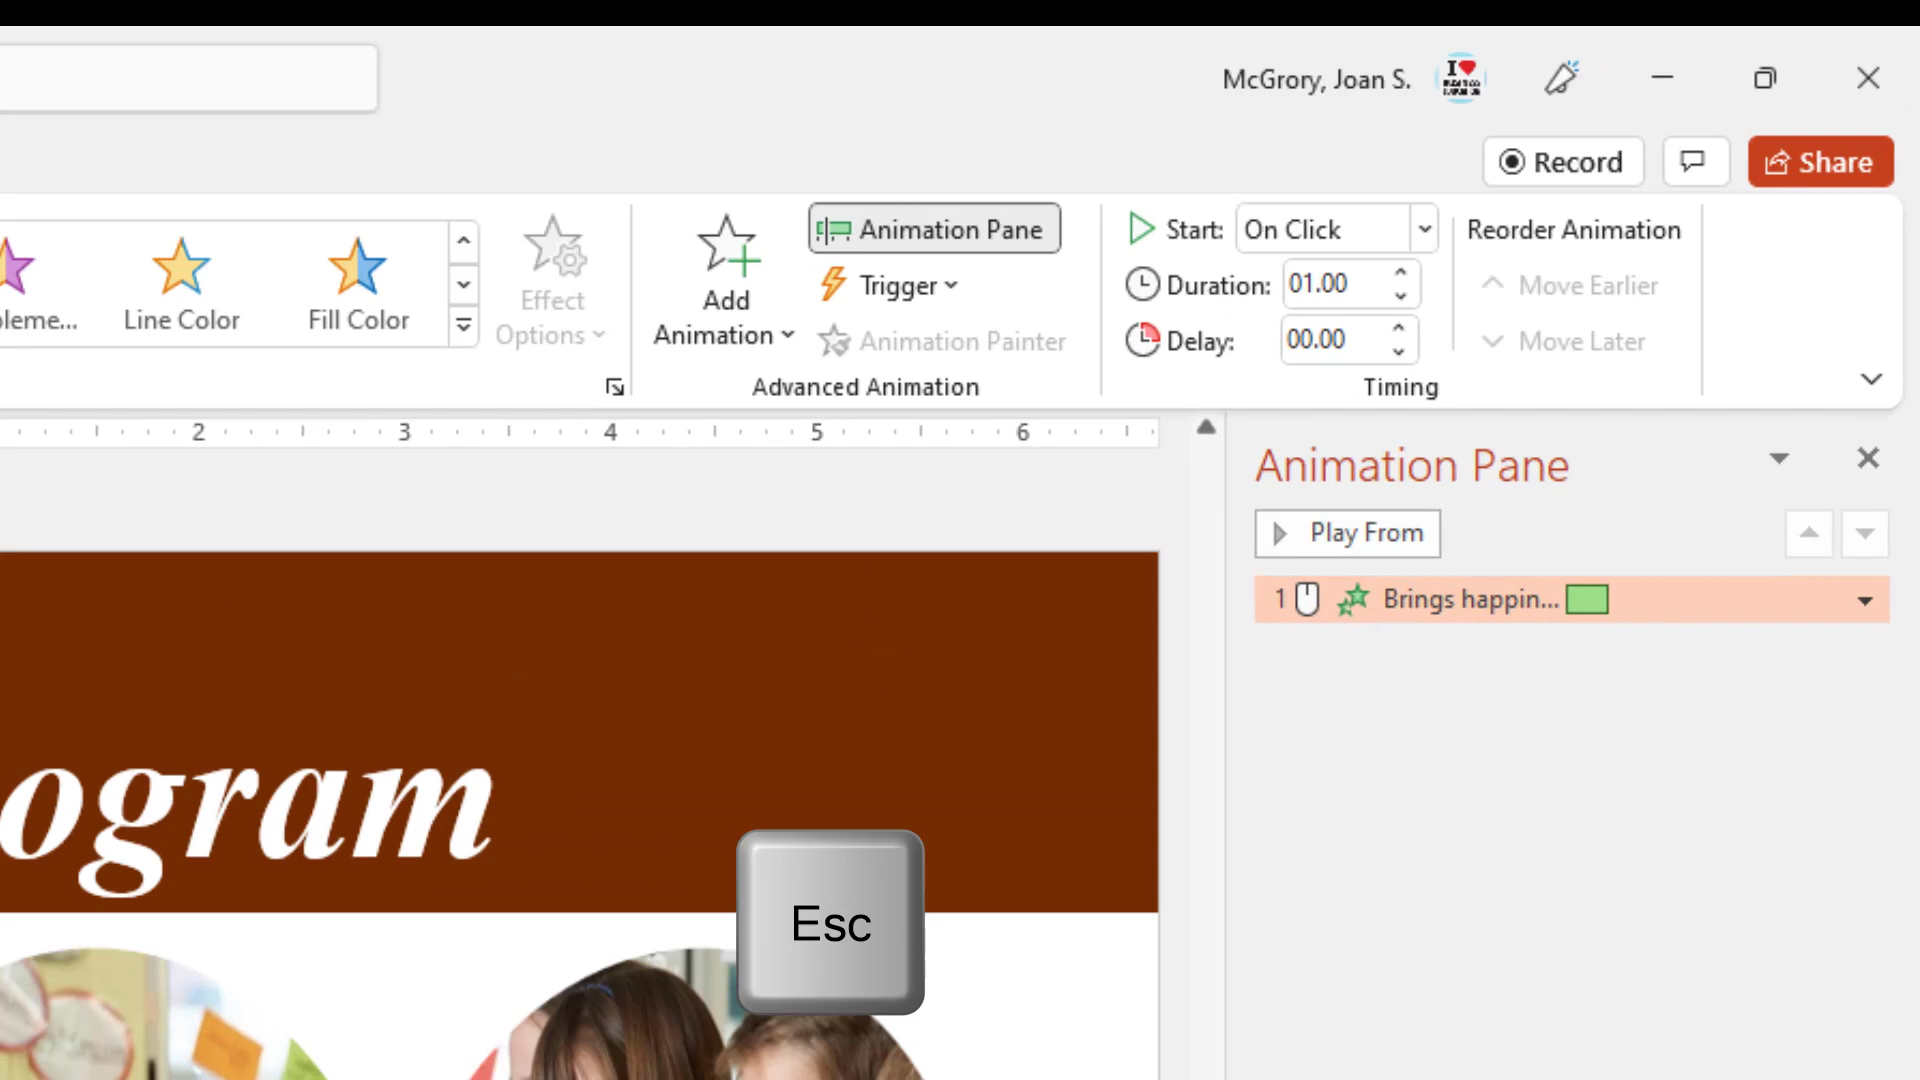 McGrory, Joan S.
Record
Share
leme...
Line Color
Fill Color
Effect
Options
Add
Animation
Animation Pane
Trigger
Animation Painter
Advanced Animation
Start: On Click
Duration: 01.00
Delay: 00.00
Timing
Reorder Animation
Move Earlier
Move Later
2 3 4 5 6
Animation Pane
Play From
1 Brings happin...
ogram
Esc